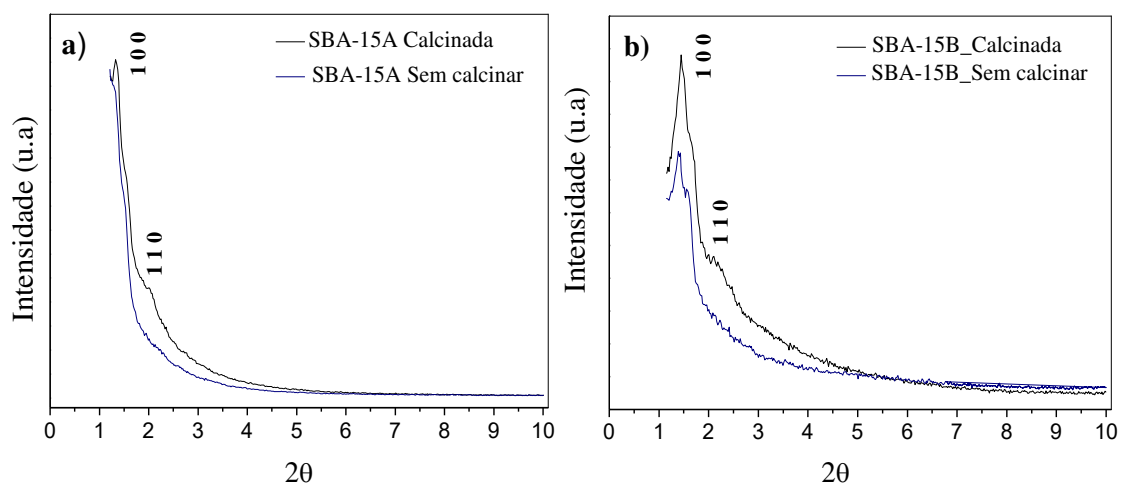 a)
SBA-15A Calcinada
SBA-15A Sem calcinar
1 0 0
1 1 0
Intensidade (u.a)
0 1 2 3 4 5 6 7 8 9 10
2θ
b)
SBA-15B_Calcinada
SBA-15B_Sem calcinar
1 0 0
1 1 0
Intensidade (u.a)
0 1 2 3 4 5 6 7 8 9 10
2θ